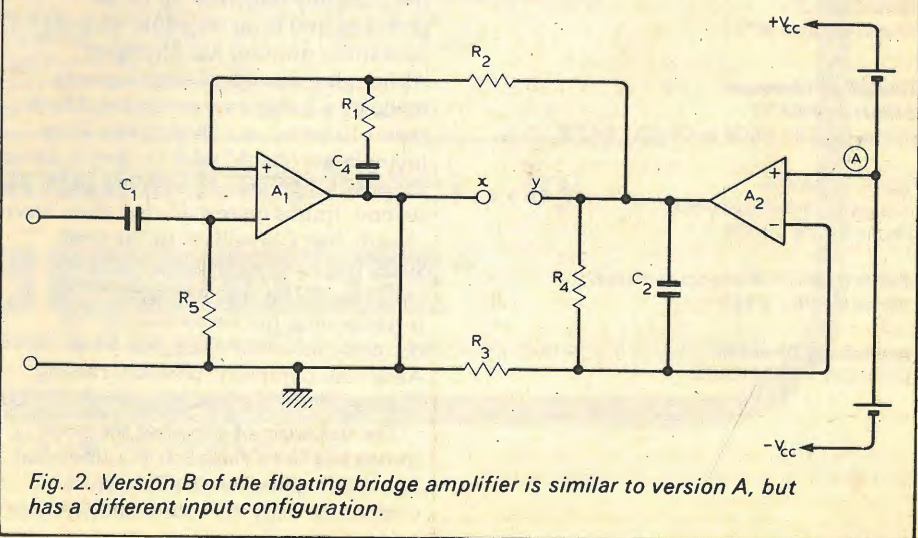 +Vcc
R2
R1
C4
+
A1
C1
x
y
A
+
A2
−
R5
R4
C2
R3
−Vcc
Fig. 2. Version B of the floating bridge amplifier is similar to version A, but
has a different input configuration.